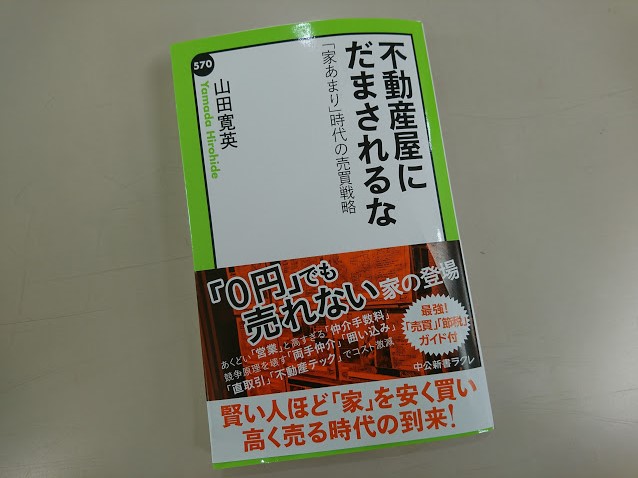 不動産屋に
だまされるな
「家あまり」時代の売買戦略
570
山田寛英
Yamada Hirohide
「0円」でも
売れない家の登場
あくどい「営業」と高すぎる「仲介手数料」
競争原理を壊す「両手仲介」「囲い込み」
「直取引」「不動産テック」でコスト激減
最強!
「売買」「節税」
ガイド付
中公新書ラクレ
賢い人ほど「家」を安く買い
高く売る時代の到来!